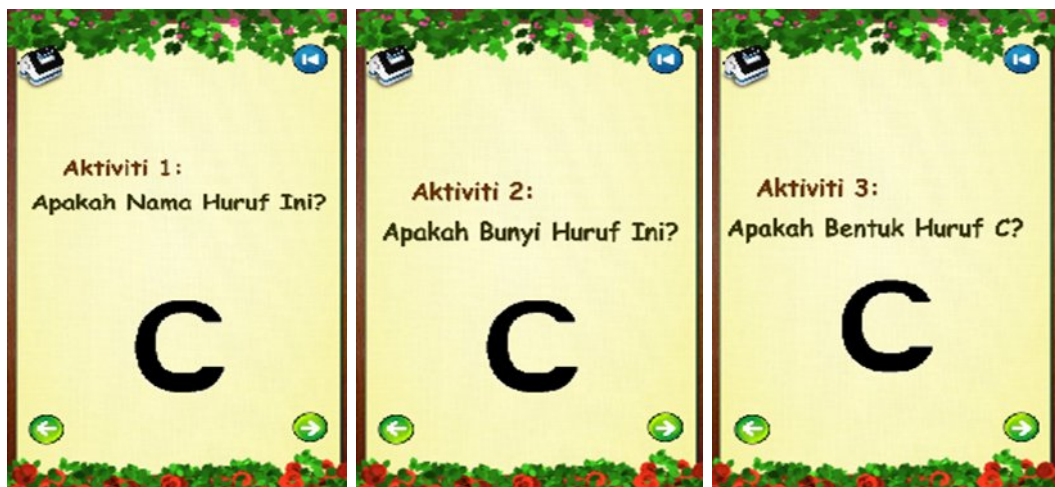 Aktiviti 1:
Apakah Nama Huruf Ini?
C
Aktiviti 2:
Apakah Bunyi Huruf Ini?
C
Aktiviti 3:
Apakah Bentuk Huruf C?
C